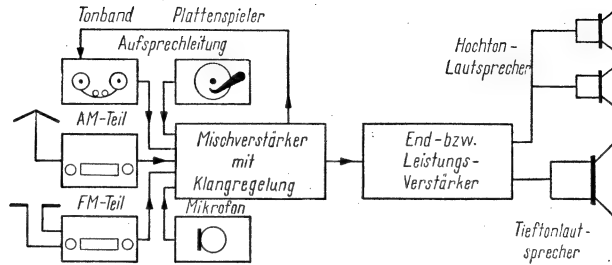 Tonband
Plattenspieler
Aufsprechleitung
AM-Teil
FM-Teil
Mikrofon
Mischverstärker
mit
Klangregelung
End-bzw.
Leistungs-
Verstärker
Hochton-
Lautsprecher
Tieftonlaut-
sprecher